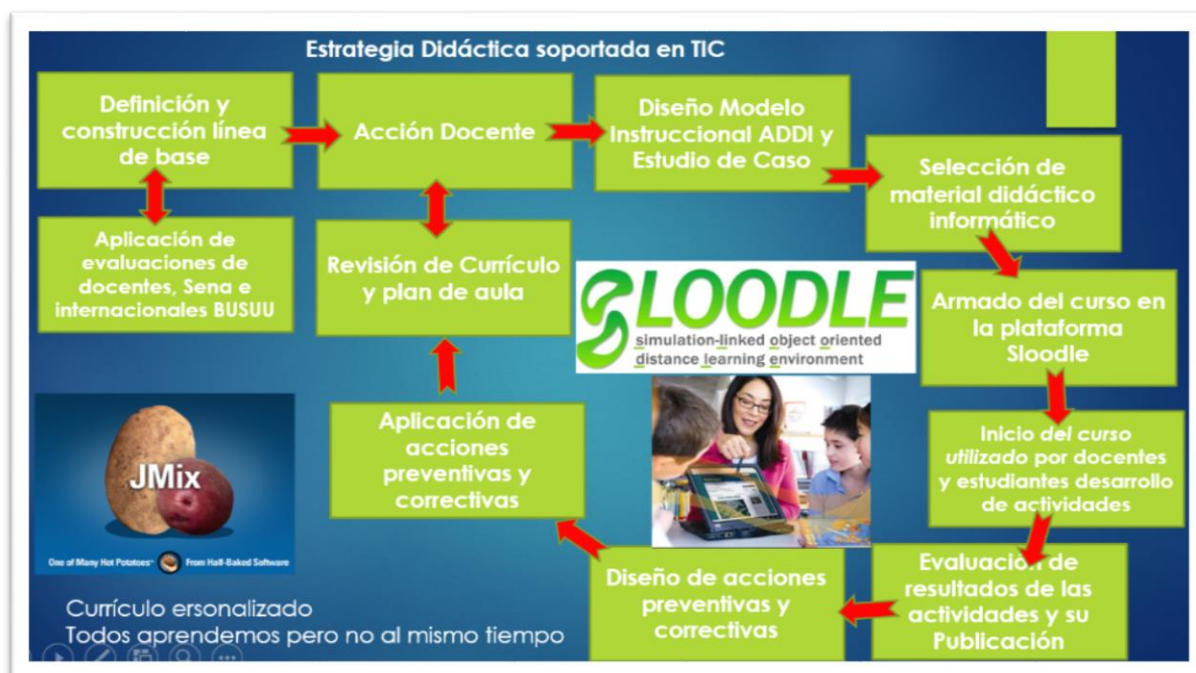 Estrategia Didáctica soportada en TIC
Definición y
construcción línea
de base
Acción Docente
Diseño Modelo
Instruccional ADDI y
Estudio de Caso
Selección de
material didáctico
informático
Aplicación de
evaluaciones de
docentes, Sena e
internacionales BUSUU
Revisión de Currículo
y plan de aula
SLOODLE
simulation-linked object oriented
distance learning environment
Armado del curso en
la plataforma
Sloodle
Aplicación de
acciones
preventivas y
correctivas
Inicio del curso
utilizado por docentes
y estudiantes desarrollo
de actividades
JMix
One of Many Hot Potatoes™ From Half-Baked Software
Diseño de acciones
preventivas y
correctivas
Evaluación de
resultados de las
actividades y su
Publicación
Currículo ersonalizado
Todos aprendemos pero no al mismo tiempo